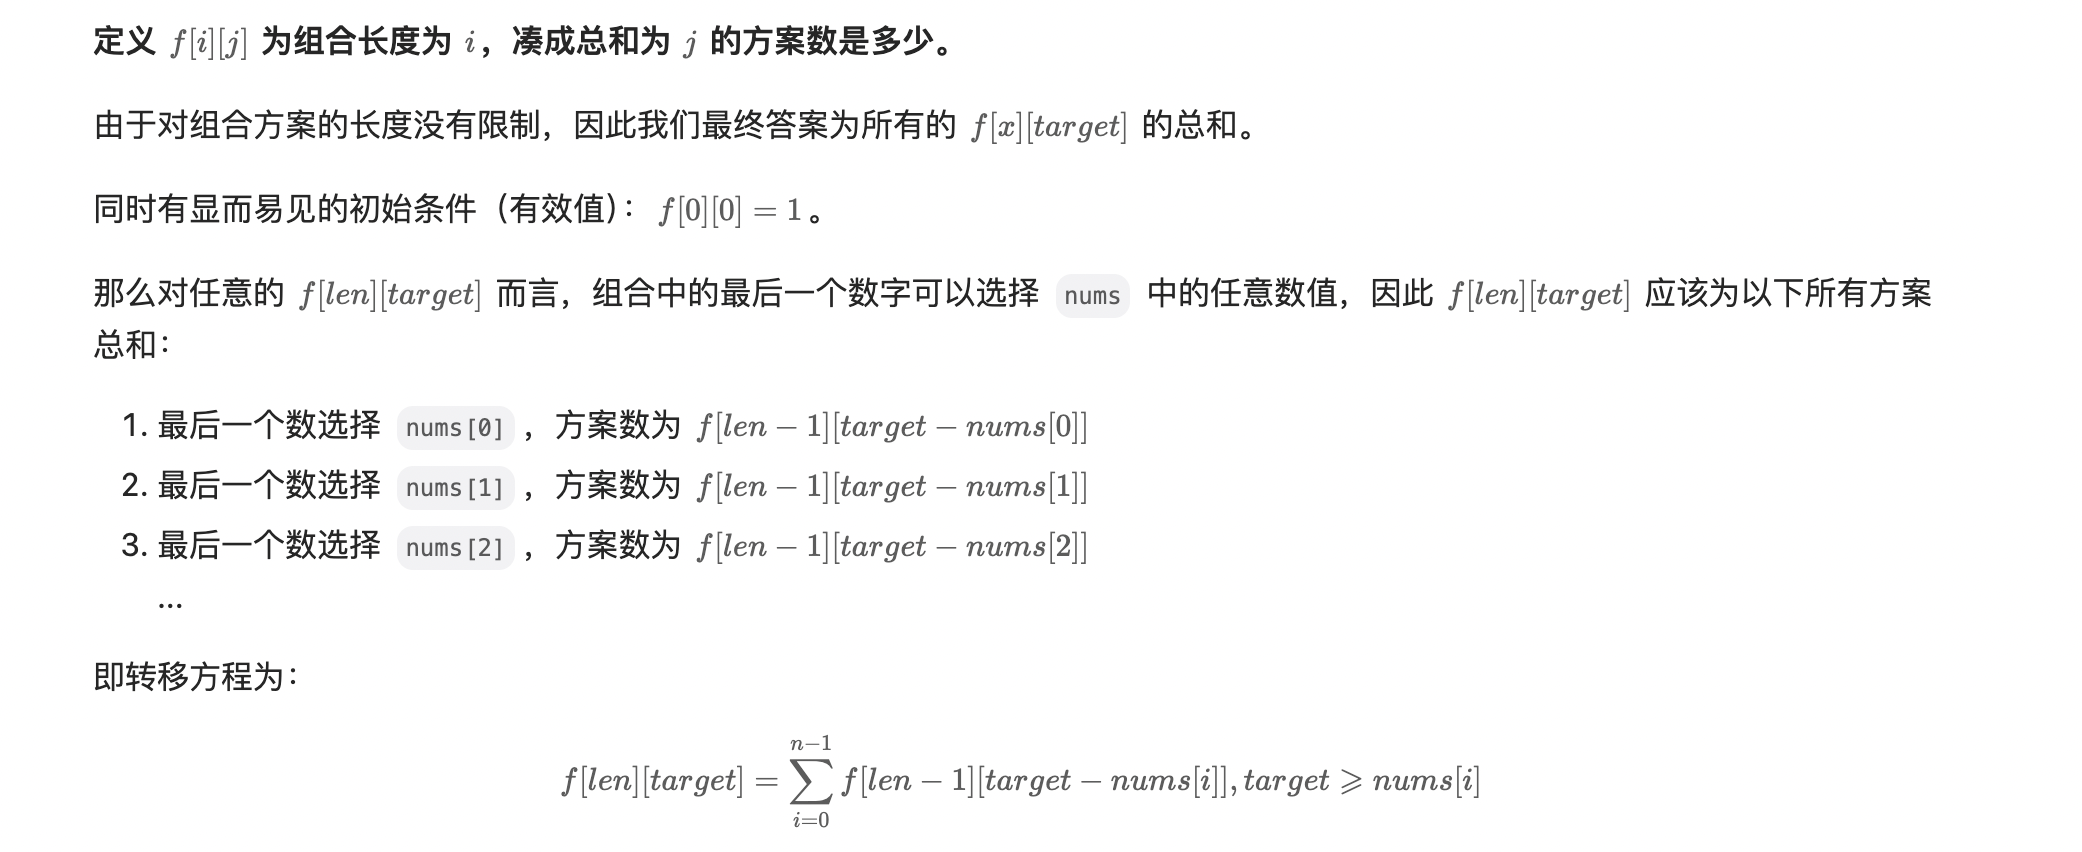 定义 f[i][j] 为组合长度为 i，凑成总和为 j 的方案数是多少。
由于对组合方案的长度没有限制，因此我们最终答案为所有的 f[x][target] 的总和。
同时有显而易见的初始条件（有效值）：f[0][0] = 1。
那么对任意的 f[len][target] 而言，组合中的最后一个数字可以选择 nums 中的任意数值，因此 f[len][target] 应该为以下所有方案
总和：
1. 最后一个数选择 nums[0] ，方案数为 f[len − 1][target − nums[0]]
2. 最后一个数选择 nums[1] ，方案数为 f[len − 1][target − nums[1]]
3. 最后一个数选择 nums[2] ，方案数为 f[len − 1][target − nums[2]]
...
即转移方程为：
f[len][target] = ∑_{i=0}^{n−1} f[len − 1][target − nums[i]], target ⩾ nums[i]